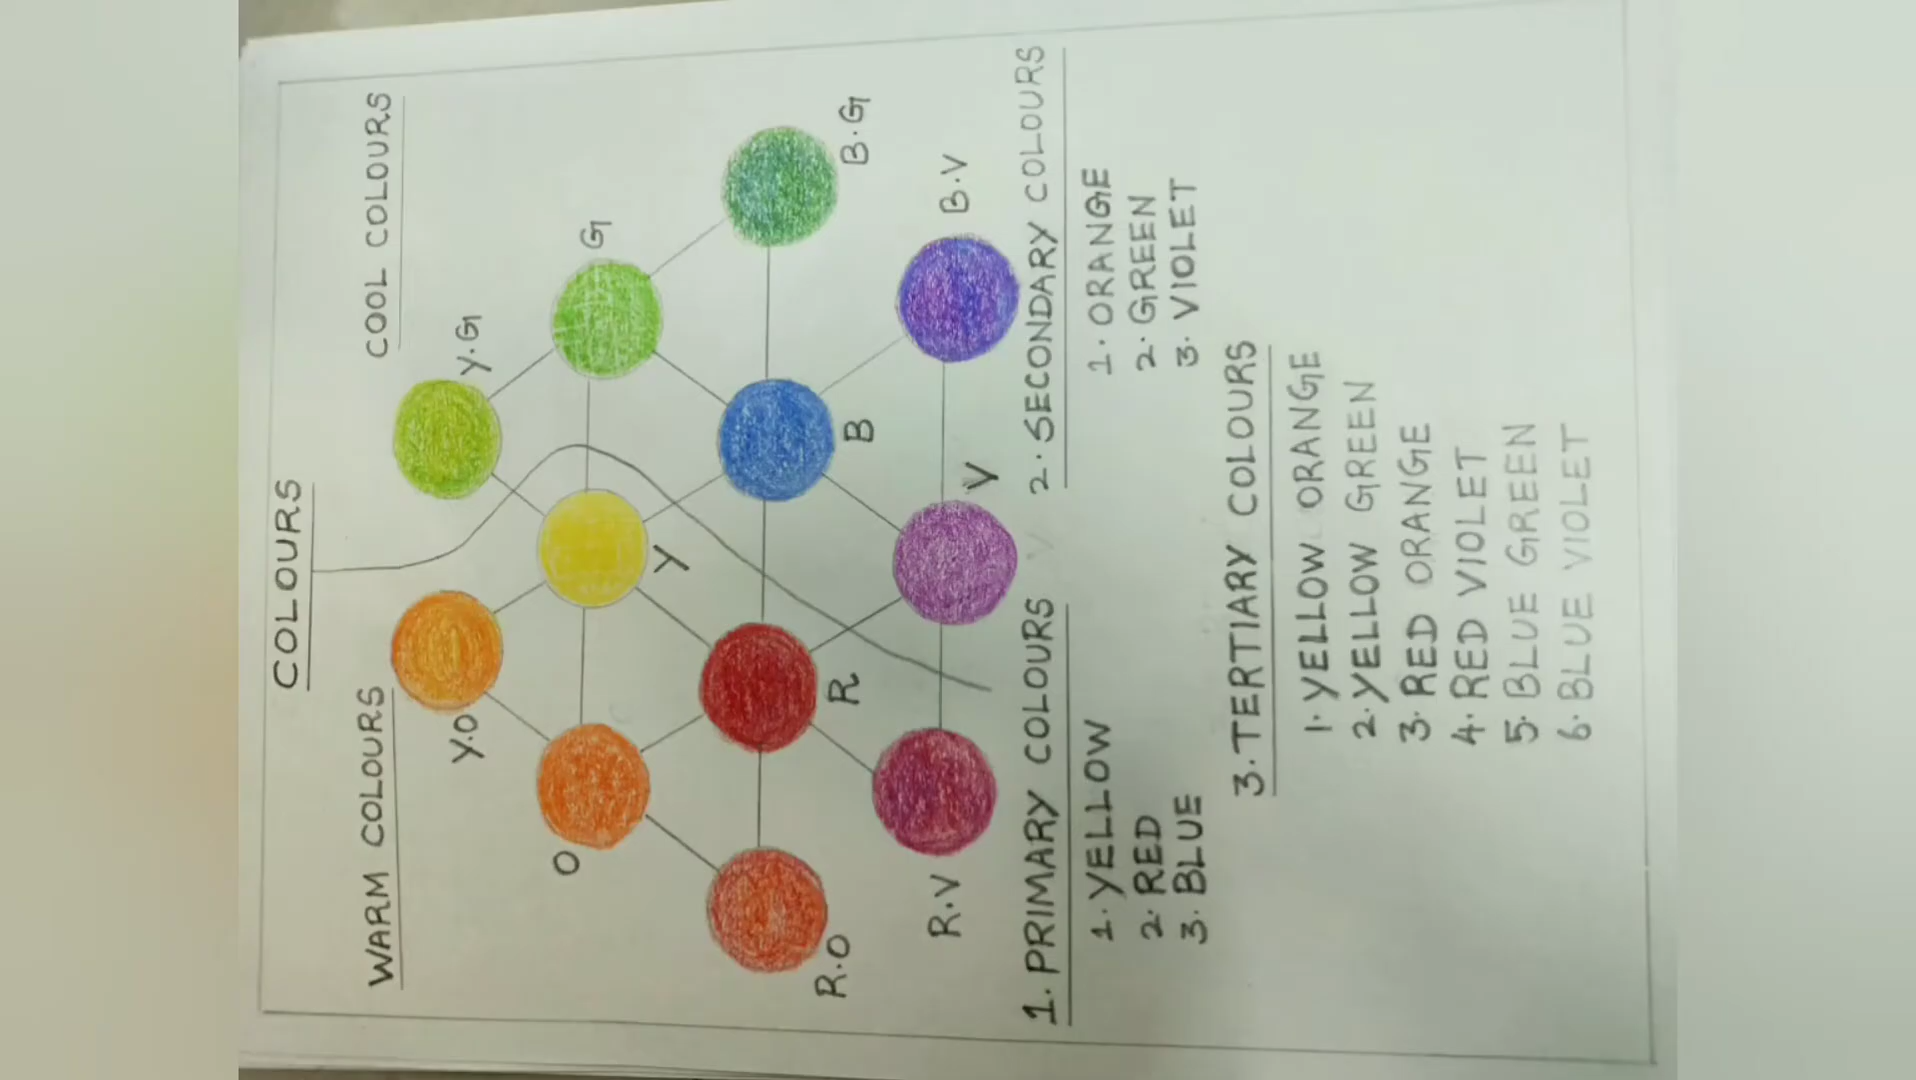 COLOURS
WARM COLOURS
COOL COLOURS
Y.O
Y.G
O
G
Y
R.O
R
B
B.G
R.V
V
B.V
1. PRIMARY COLOURS
1. YELLOW
2. RED
3. BLUE
2. SECONDARY COLOURS
1. ORANGE
2. GREEN
3. VIOLET
3. TERTIARY COLOURS
1. YELLOW ORANGE
2. YELLOW GREEN
3. RED ORANGE
4. RED VIOLET
5. BLUE GREEN
6. BLUE VIOLET